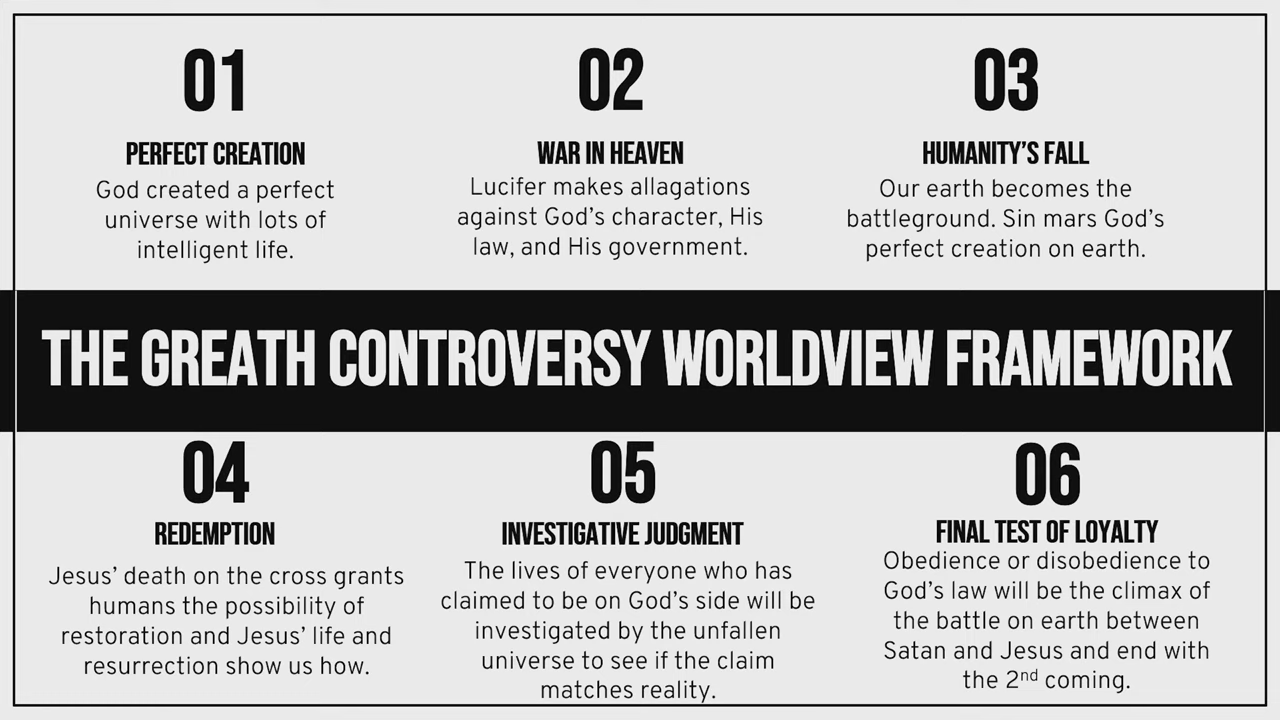 01
PERFECT CREATION
God created a perfect
universe with lots of
intelligent life.
02
WAR IN HEAVEN
Lucifer makes allagations
against God's character, His
law, and His government.
03
HUMANITY'S FALL
Our earth becomes the
battleground. Sin mars God's
perfect creation on earth.
THE GREATH CONTROVERSY WORLDVIEW FRAMEWORK
04
REDEMPTION
Jesus' death on the cross grants
humans the possibility of
restoration and Jesus' life and
resurrection show us how.
05
INVESTIGATIVE JUDGMENT
The lives of everyone who has
claimed to be on God's side will be
investigated by the unfallen
universe to see if the claim
matches reality.
06
FINAL TEST OF LOYALTY
Obedience or disobedience to
God's law will be the climax of
the battle on earth between
Satan and Jesus and end with
the 2nd coming.